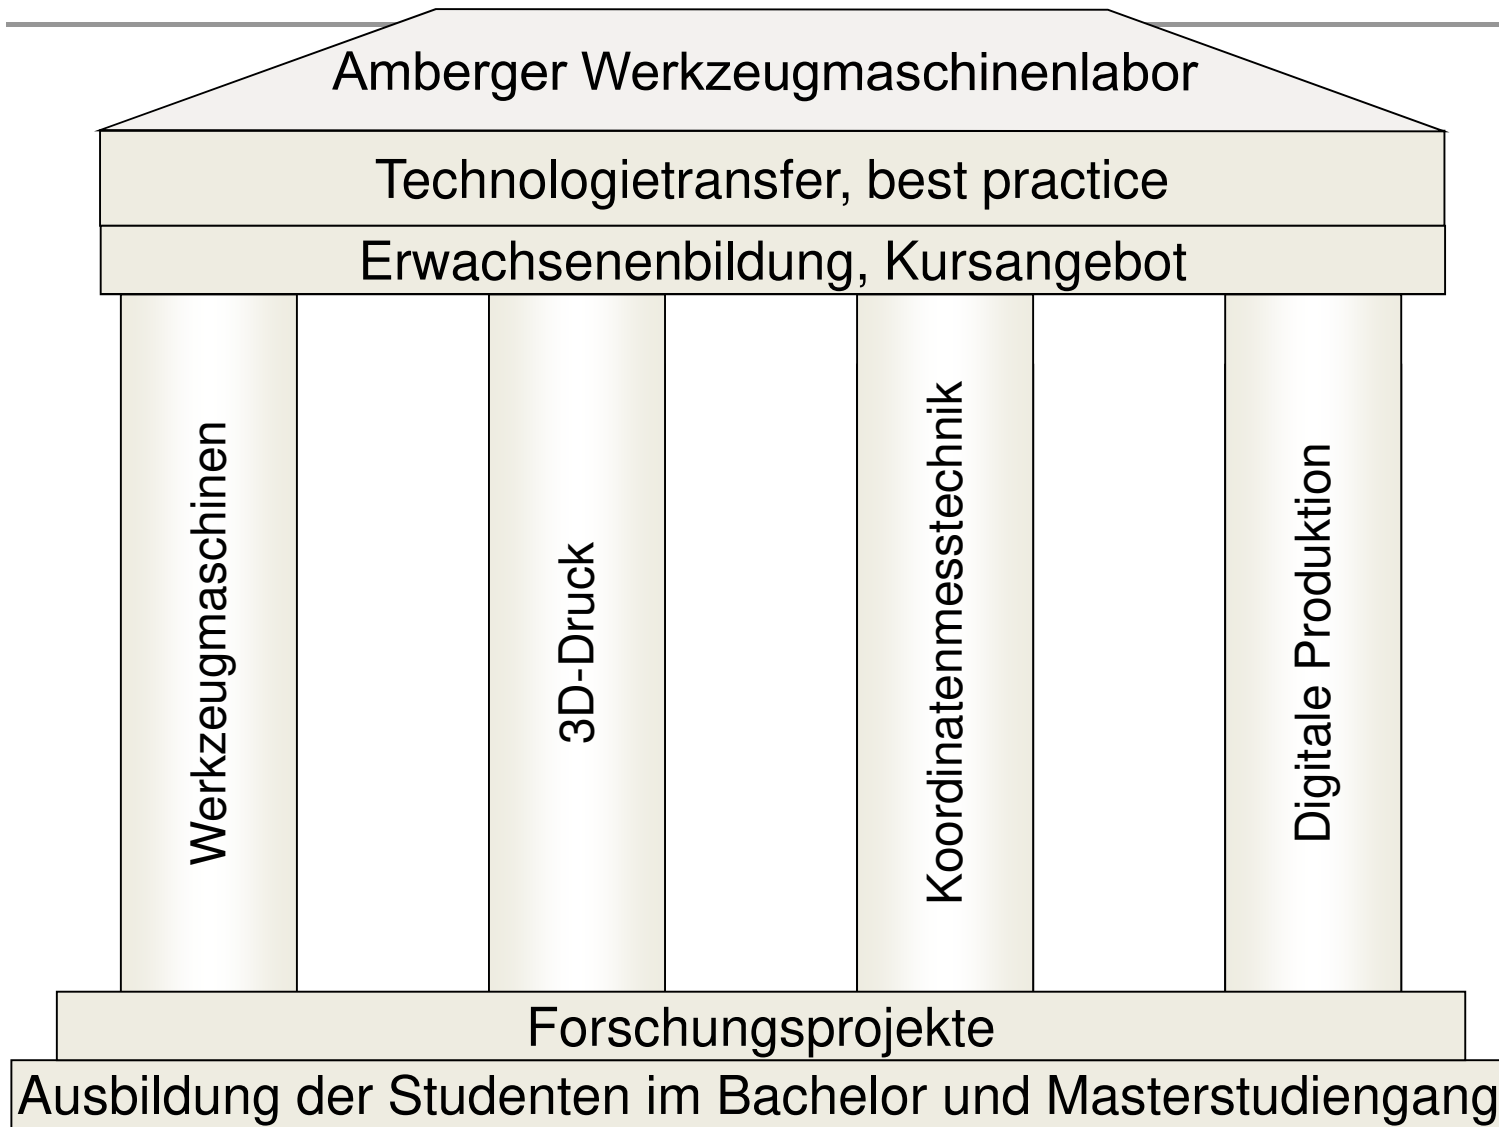 Amberger Werkzeugmaschinenlabor
Technologietransfer, best practice
Erwachsenenbildung, Kursangebot
Werkzeugmaschinen
3D-Druck
Koordinatenmesstechnik
Digitale Produktion
Forschungsprojekte
Ausbildung der Studenten im Bachelor und Masterstudiengang